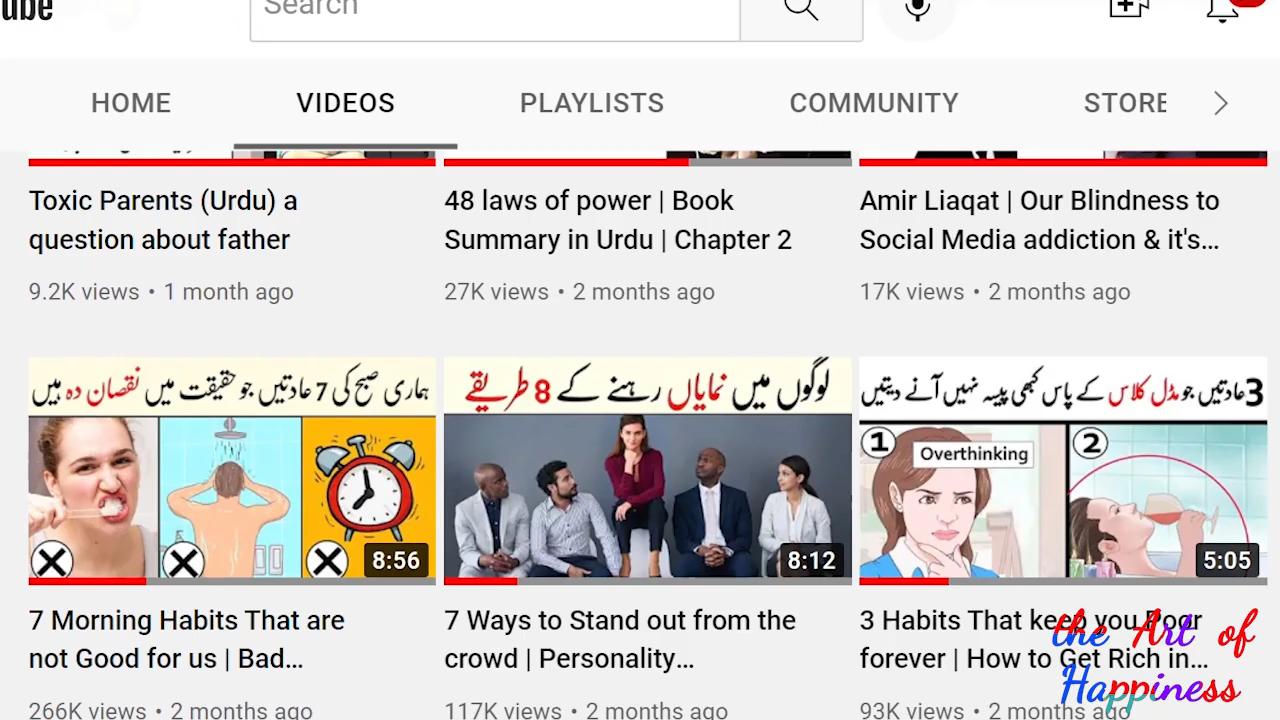 ube
Search
HOME VIDEOS PLAYLISTS COMMUNITY STORE
Toxic Parents (Urdu) a
question about father
9.2K views • 1 month ago
48 laws of power | Book
Summary in Urdu | Chapter 2
27K views • 2 months ago
Amir Liaqat | Our Blindness to
Social Media addiction & it's...
17K views • 2 months ago
ہماری صبح کی 7 عادتیں جو حقیقت میں نقصان دہ ہیں
8:56
7 Morning Habits That are
not Good for us | Bad...
266K views • 2 months ago
لوگوں میں نمایاں رہنے کے 8 طریقے
8:12
7 Ways to Stand out from the
crowd | Personality...
117K views • 2 months ago
3 عادتیں جو مڈل کلاس کے پاس کبھی پیسہ نہیں آنے دیتیں
1
Overthinking
2
5:05
3 Habits That keep you Poor
forever | How to Get Rich in...
93K views • 2 months ago
the Art of
Happiness